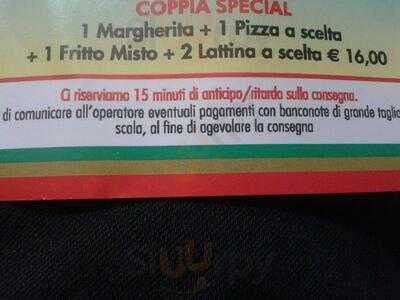 COPPIA SPECIAL
1 Margherita + 1 Pizza a scelta
+ 1 Fritto Misto + 2 Lattina a scelta € 16,00
Ci riserviamo 15 minuti di anticipo/ritardo sulla consegna.
di comunicare all'operatore eventuali pagamenti con banconote di grande taglio
scala, al fine di agevolare la consegna